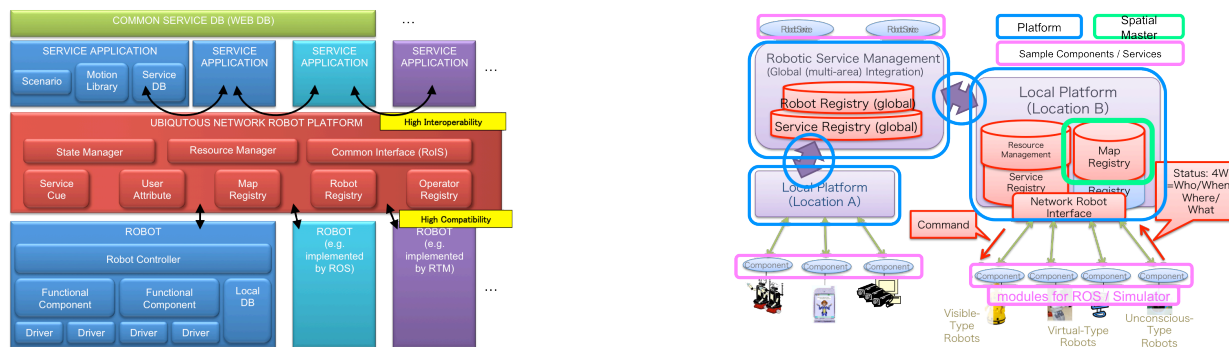 COMMON SERVICE DB (WEB DB)
...
SERVICE APPLICATION
Scenario
Motion
Library
Service
DB
SERVICE
APPLICATION
SERVICE
APPLICATION
SERVICE
APPLICATION
...
High Interoperability
UBIQUTOUS NETWORK ROBOT PLATFORM
State Manager
Resource Manager
Common Interface (RoIS)
Service
Cue
User
Attribute
Map
Registry
Robot
Registry
Operator
Registry
High Compatibility
ROBOT
Robot Controller
Functional
Component
Functional
Component
Local
DB
Driver
Driver
Driver
Driver
ROBOT
(e.g.
implemented
by ROS)
ROBOT
(e.g.
implemented
by RTM)
...
RobotService
RobotService
Platform
Spatial
Master
Sample Components / Services
Robotic Service Management
(Global (multi-area) Integration)
Robot Registry (global)
Service Registry (global)
Local Platform
(Location A)
Local Platform
(Location B)
Resource
Management
Service
Registry
Map
Registry
Registry
Network Robot
Interface
Command
Status: 4W
=Who/When
Where/
What
Component
Component
Component
Component
Component
Component
Component
modules for ROS / Simulator
Visible-
Type
Robots
Virtual-Type
Robots
Unconscious-
Type
Robots